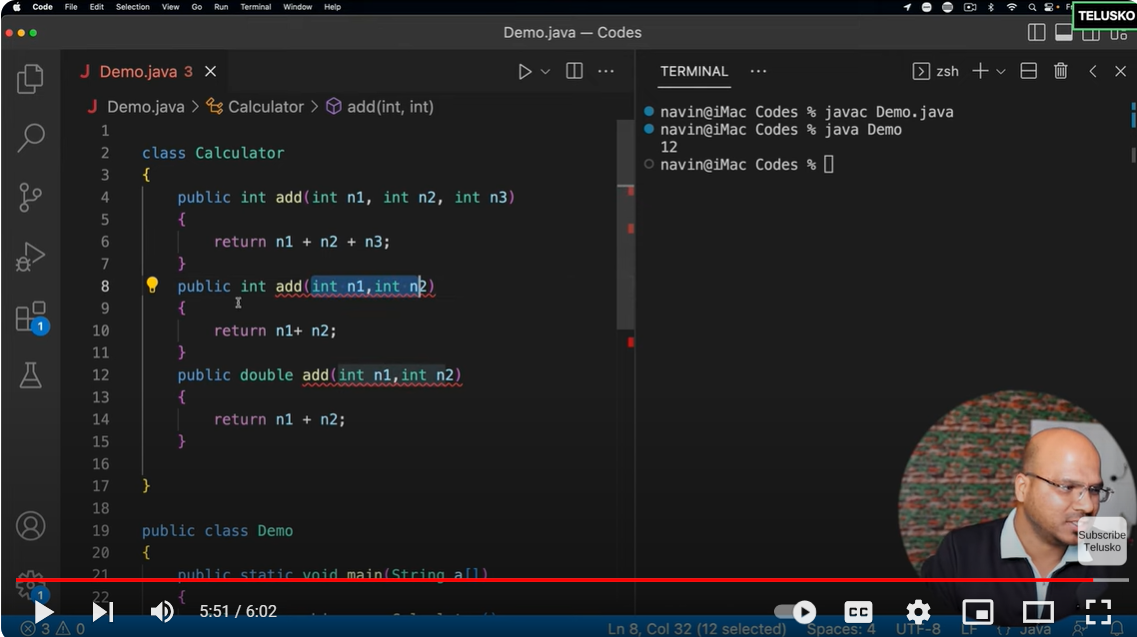 Code File Edit Selection View Go Run Terminal Window Help
TELUSKO
Demo.java — Codes
Demo.java 3
TERMINAL
zsh
Demo.java > Calculator > add(int, int)
1
2 class Calculator
3 {
4 public int add(int n1, int n2, int n3)
5 {
6 return n1 + n2 + n3;
7 }
8 public int add(int n1,int n2)
9 {
10 return n1+ n2;
11 }
12 public double add(int n1,int n2)
13 {
14 return n1 + n2;
15 }
16
17 }
18
19 public class Demo
20 {
21 public static void main(String a[])
22 {
navin@iMac Codes % javac Demo.java
navin@iMac Codes % java Demo
12
navin@iMac Codes %
1
1
Subscribe
Telusko
5:51 / 6:02
CC
3 0
Ln 8, Col 32 (12 selected) Spaces: 4 UTF-8 LF {} Java